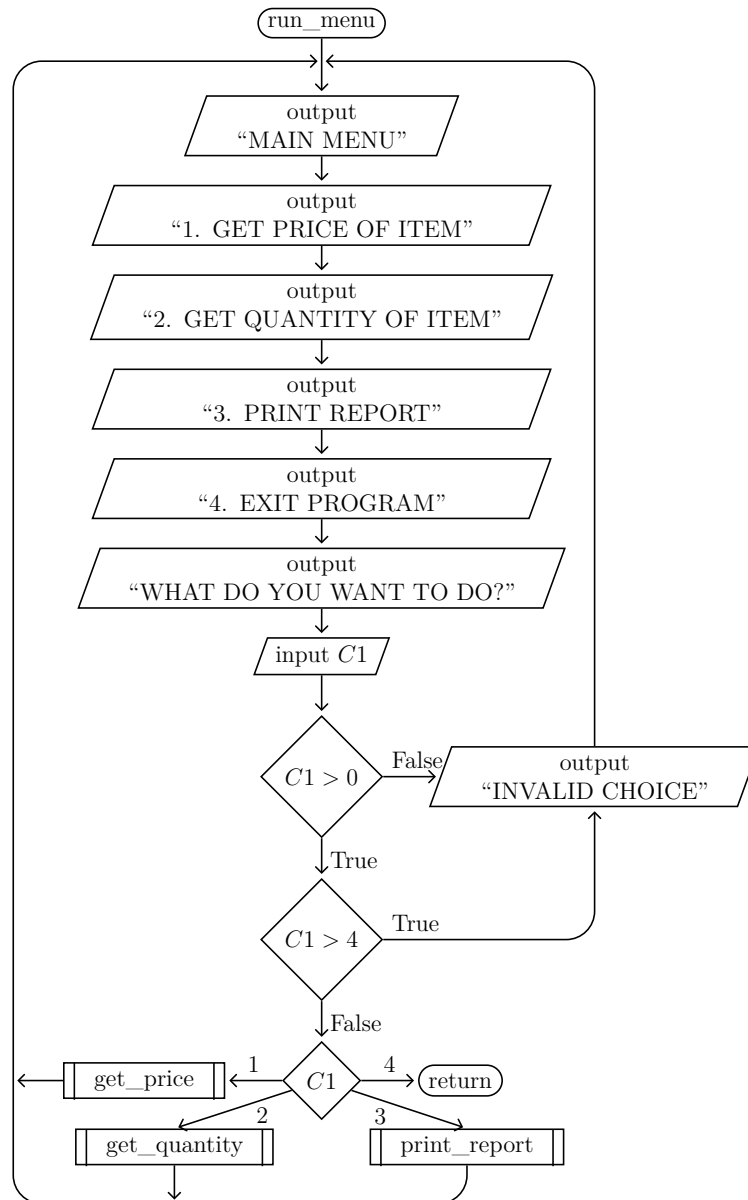 run_menu
output
“MAIN MENU”
output
“1. GET PRICE OF ITEM”
output
“2. GET QUANTITY OF ITEM”
output
“3. PRINT REPORT”
output
“4. EXIT PROGRAM”
output
“WHAT DO YOU WANT TO DO?”
input C1
C1 > 0
False
output
“INVALID CHOICE”
True
C1 > 4
True
False
C1
1
get_price
4
return
2
get_quantity
3
print_report